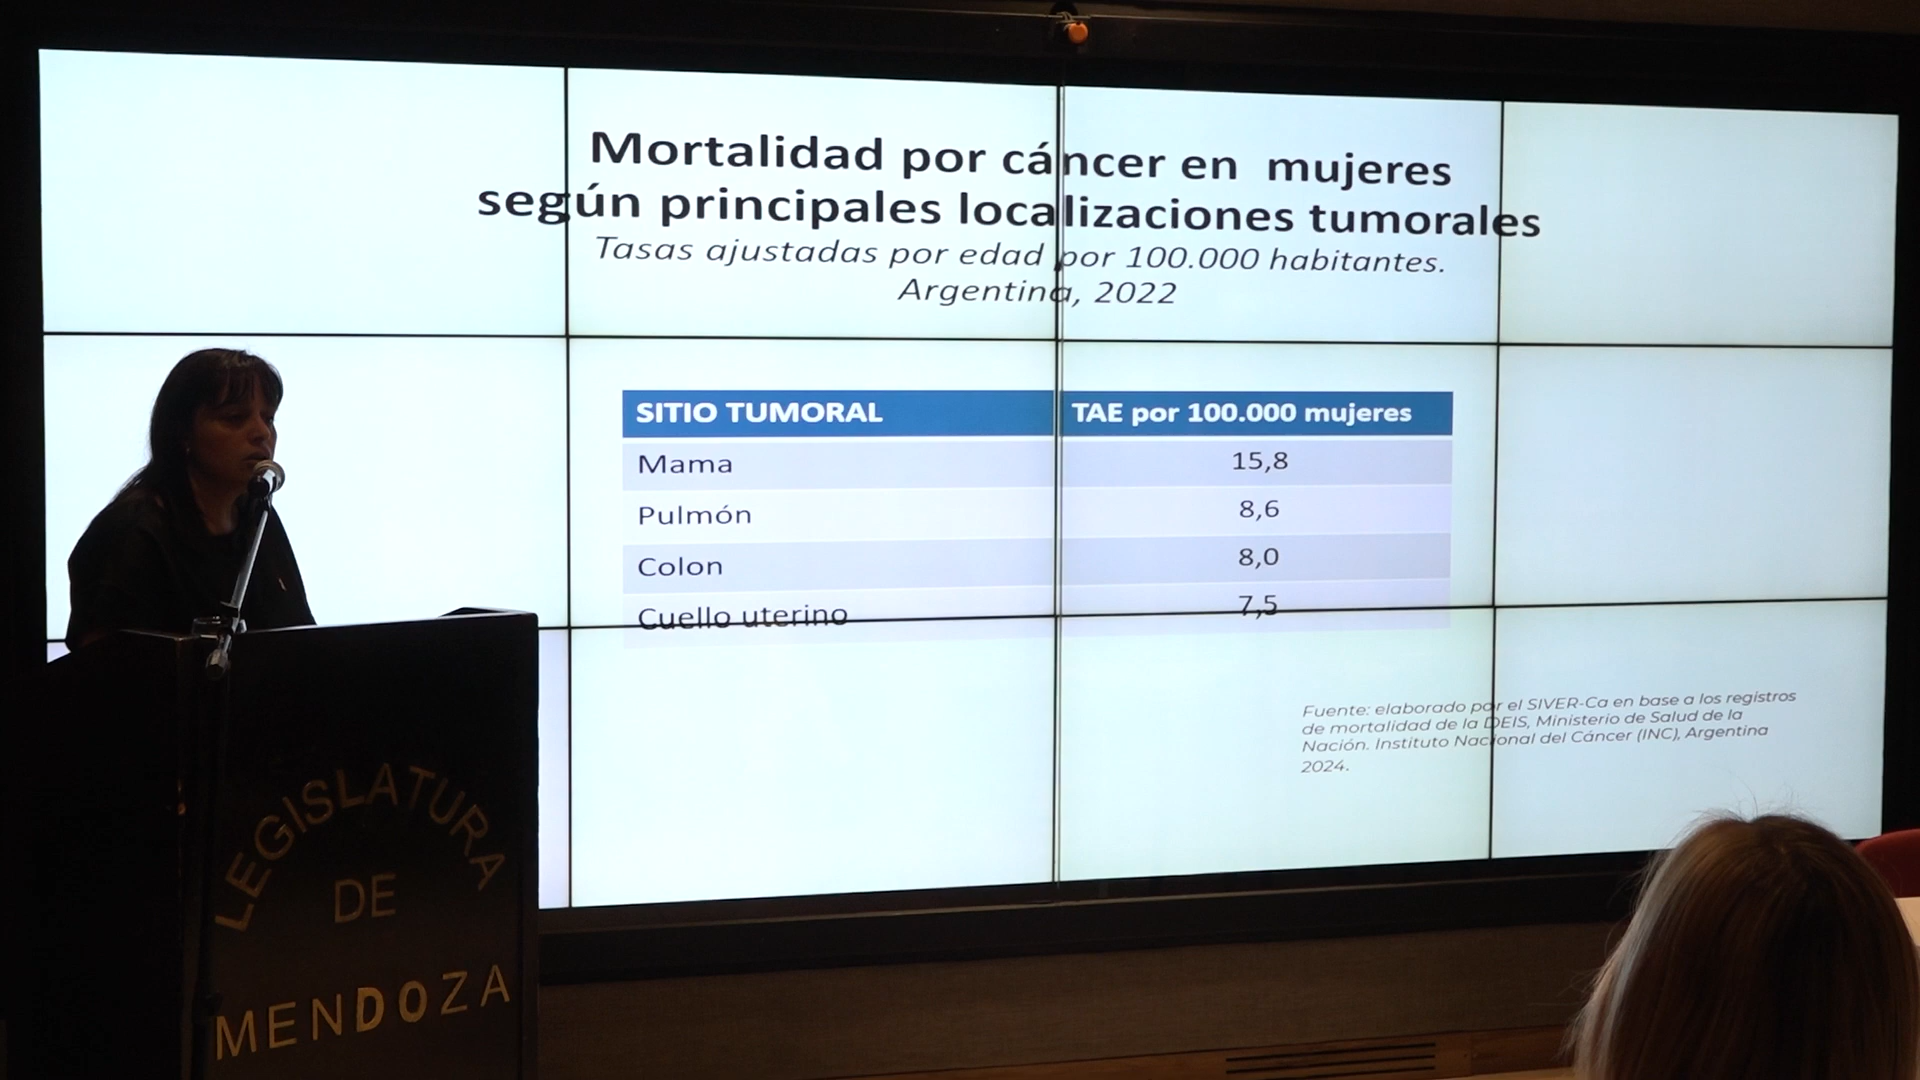 Mortalidad por cáncer en mujeres
según principales localizaciones tumorales
Tasas ajustadas por edad por 100.000 habitantes.
Argentina, 2022
SITIO TUMORAL TAE por 100.000 mujeres
Mama 15,8
Pulmón 8,6
Colon 8,0
Cuello uterino 7,5
Fuente: elaborado por el SIVER-Ca en base a los registros
de mortalidad de la DEIS, Ministerio de Salud de la
Nación. Instituto Nacional del Cáncer (INC), Argentina
2024.
LEGISLATURA
DE
MENDOZA